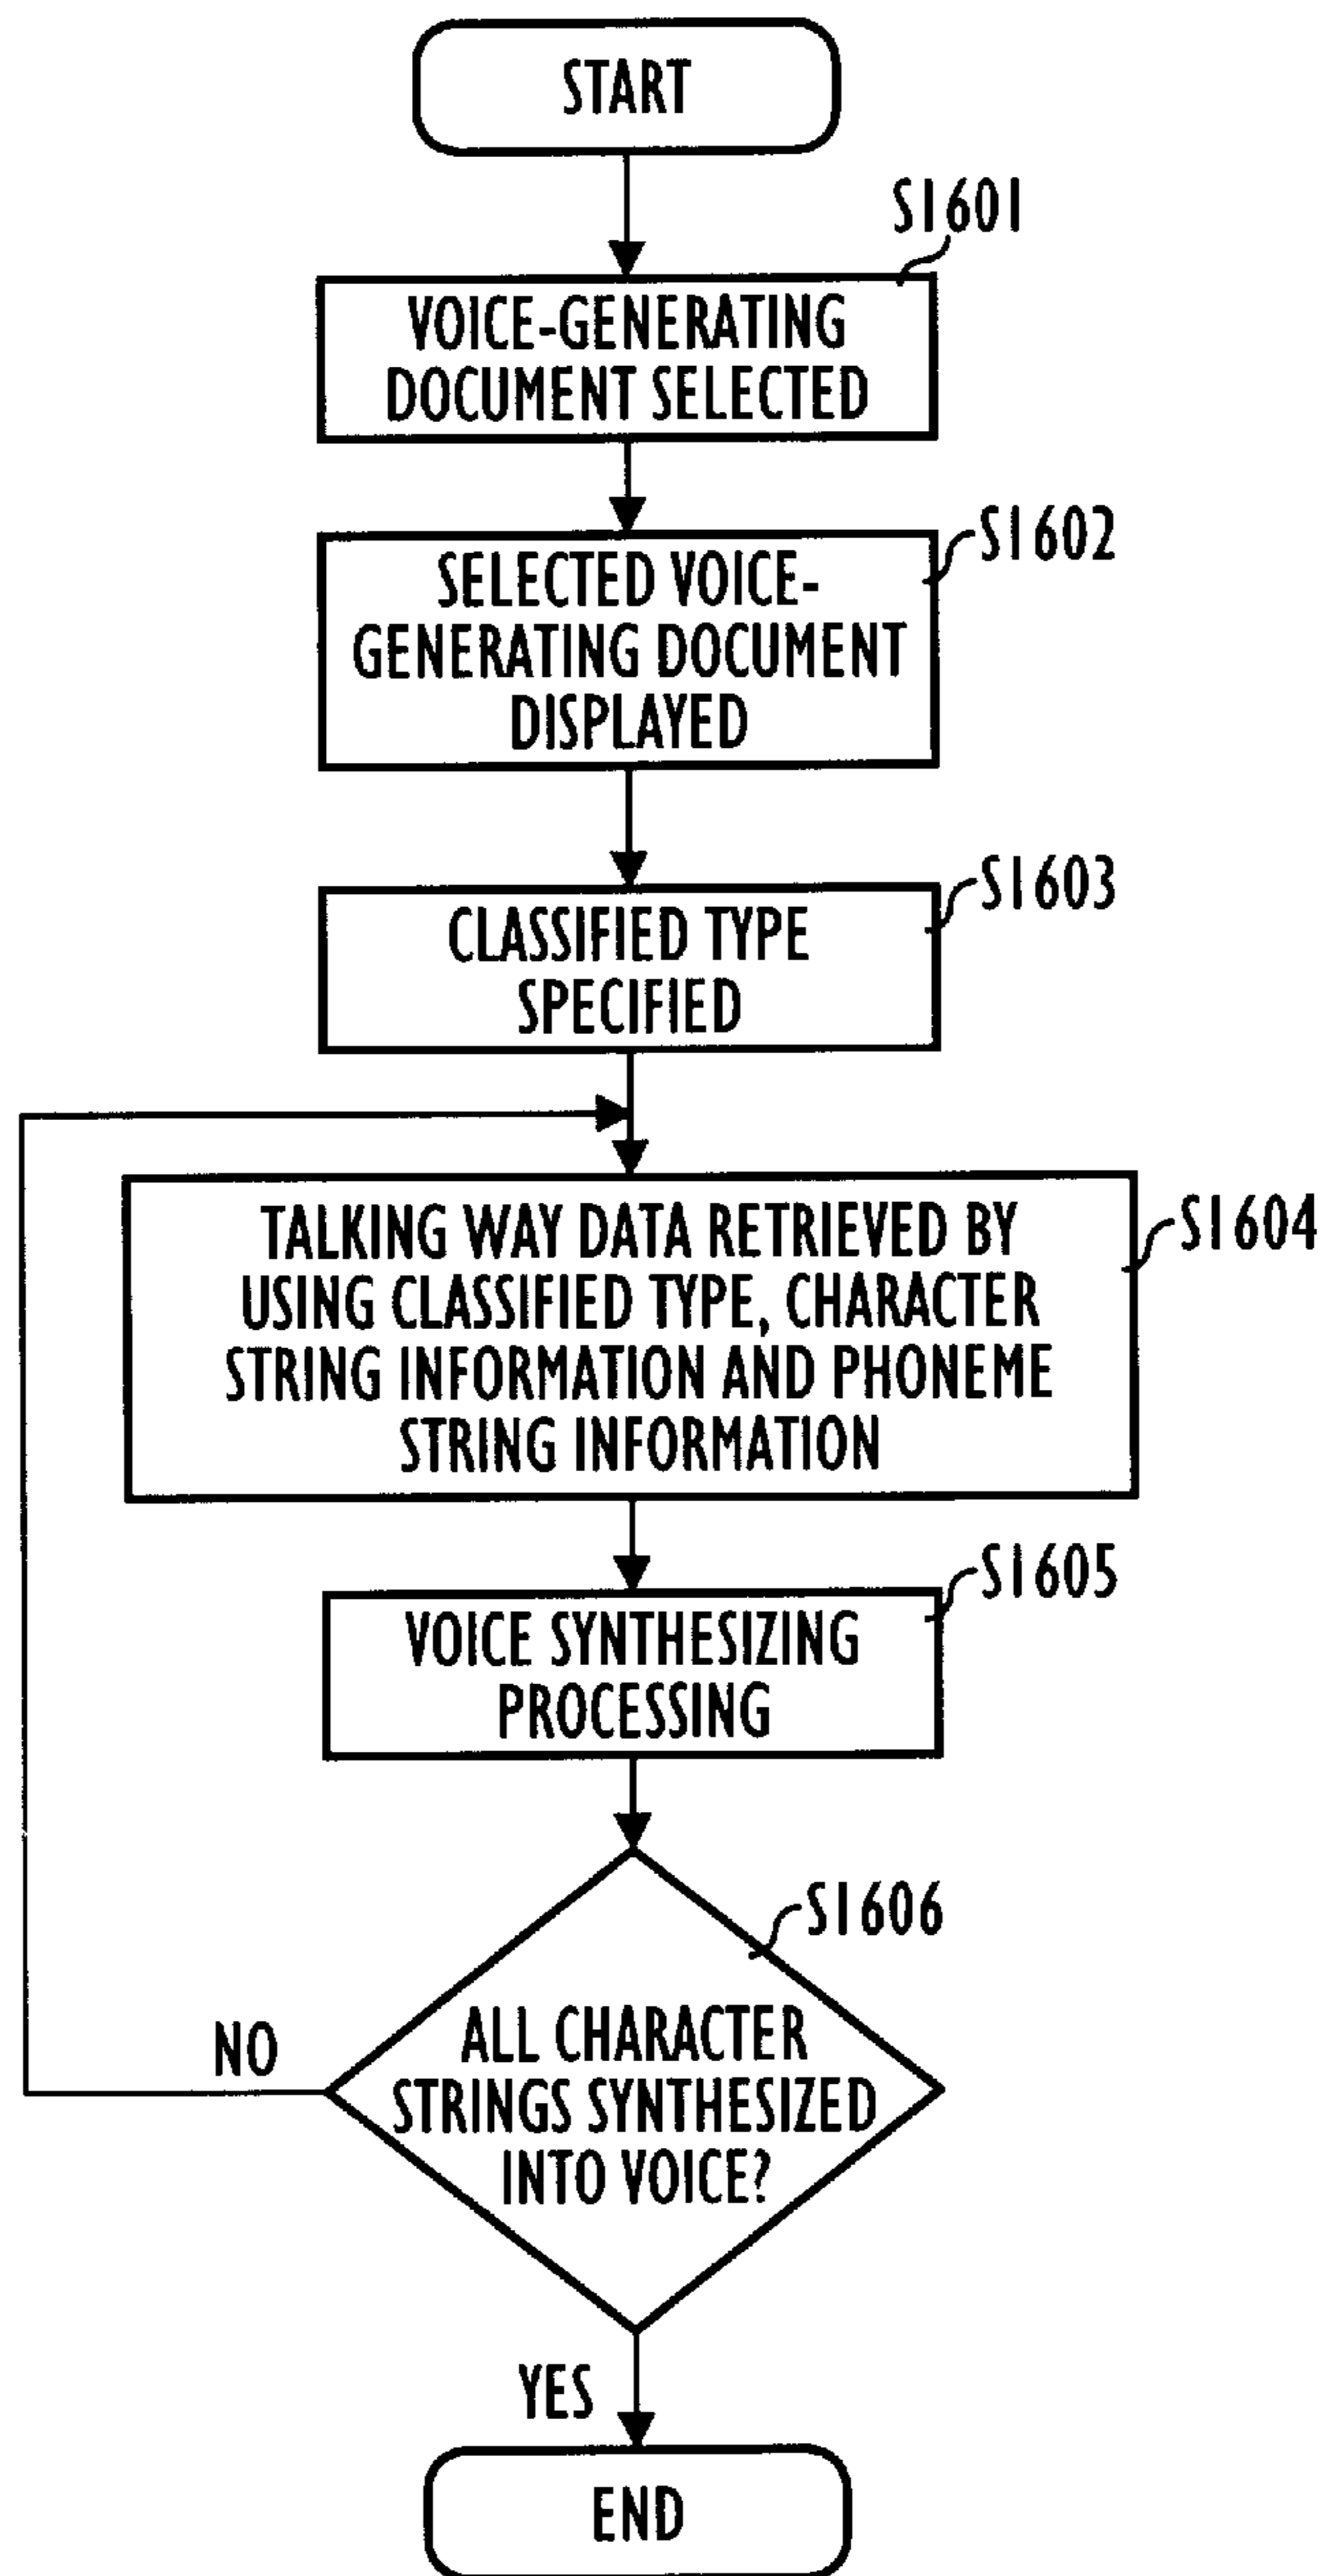 START
S1601
VOICE-GENERATING
DOCUMENT SELECTED
S1602
SELECTED VOICE-
GENERATING DOCUMENT
DISPLAYED
S1603
CLASSIFIED TYPE
SPECIFIED
S1604
TALKING WAY DATA RETRIEVED BY
USING CLASSIFIED TYPE, CHARACTER
STRING INFORMATION AND PHONEME
STRING INFORMATION
S1605
VOICE SYNTHESIZING
PROCESSING
S1606
ALL CHARACTER
STRINGS SYNTHESIZED
INTO VOICE?
NO
YES
END